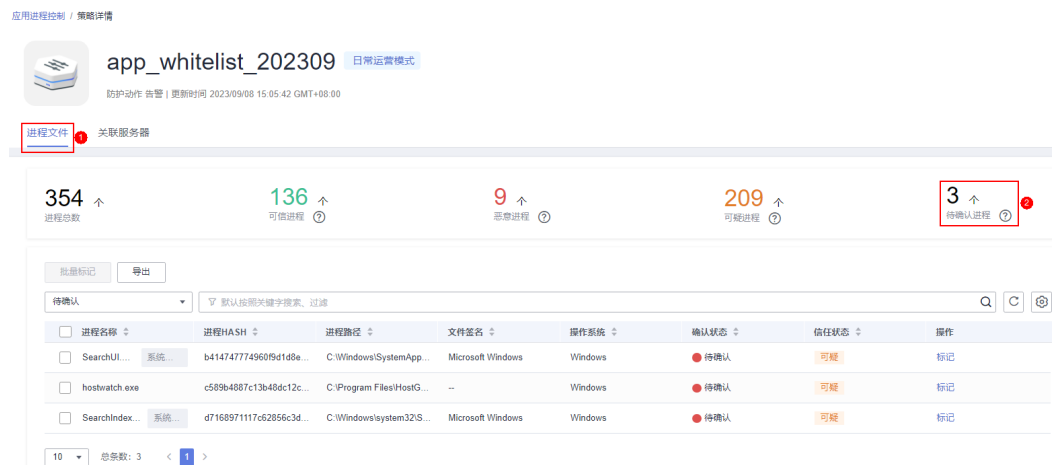 应用进程控制 / 策略详情
app_whitelist_202309 日常运营模式
防护动作 告警 | 更新时间 2023/09/08 15:05:42 GMT+08:00
进程文件 1 关联服务器
354 个 136 个 9 个 209 个 3 个 2
进程总数 可信进程 ? 恶意进程 ? 可疑进程 ? 待确认进程 ?
批量标记 导出
待确认 默认按照关键字搜索、过滤
进程名称 进程HASH 进程路径 文件签名 操作系统 确认状态 信任状态 操作
SearchUI.... 系统... b414747774960f9d1d8e... C:\Windows\SystemApp... Microsoft Windows Windows 待确认 可疑 标记
hostwatch.exe c589b4887c13b48dc12c... C:\Program Files\HostG... -- Windows 待确认 可疑 标记
SearchIndex... 系统... d7168971117c62856c3d... C:\Windows\system32\S... Microsoft Windows Windows 待确认 可疑 标记
10 总条数: 3 < 1 >